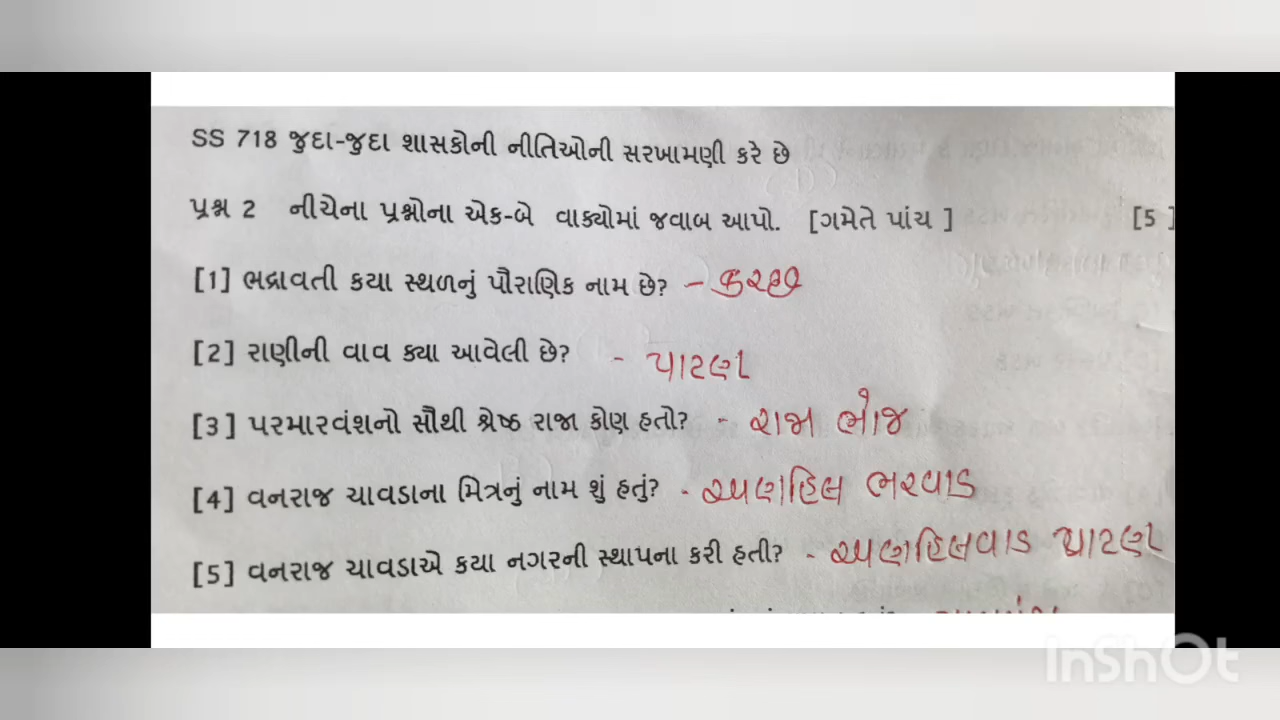 SS 718 જુદા-જુદા શાસકોની નીતિઓની સરખામણી કરે છે
પ્રશ્ન 2 નીચેના પ્રશ્નોના એક-બે વાક્યોમાં જવાબ આપો. [ગમેતે પાંચ ] [5]
[1] ભદ્રાવતી કયા સ્થળનું પૌરાણિક નામ છે? - કચ્છ
[2] રાણીની વાવ ક્યા આવેલી છે? - પાટણ
[3] પરમારવંશનો સૌથી શ્રેષ્ઠ રાજા કોણ હતો? - રાજા ભોજ
[4] વનરાજ ચાવડાના મિત્રનું નામ શું હતું? - અણહિલ ભરવાડ
[5] વનરાજ ચાવડાએ કયા નગરની સ્થાપના કરી હતી? - અણહિલવાડ પાટણ
InShOt